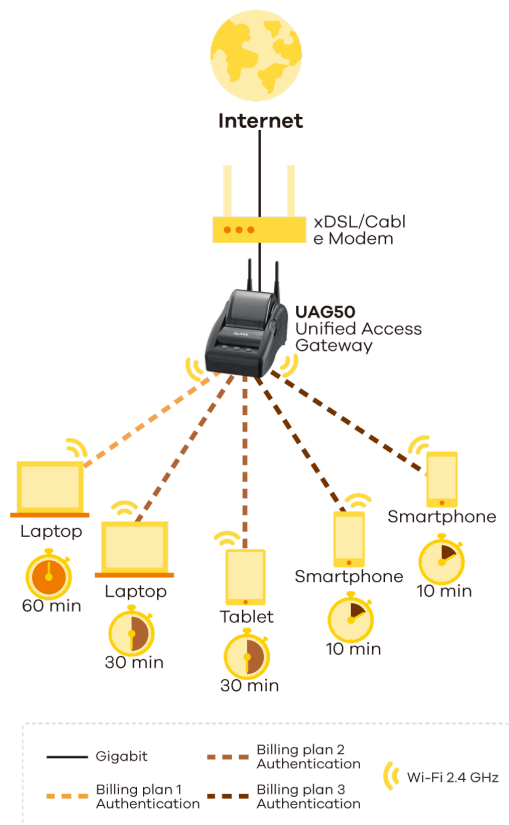 Internet
xDSL/Cabl
e Modem
UAG50
Unified Access
Gateway
Laptop
60 min
Laptop
30 min
Tablet
30 min
Smartphone
10 min
Smartphone
10 min
Gigabit
Billing plan 1
Authentication
Billing plan 2
Authentication
Billing plan 3
Authentication
Wi-Fi 2.4 GHz